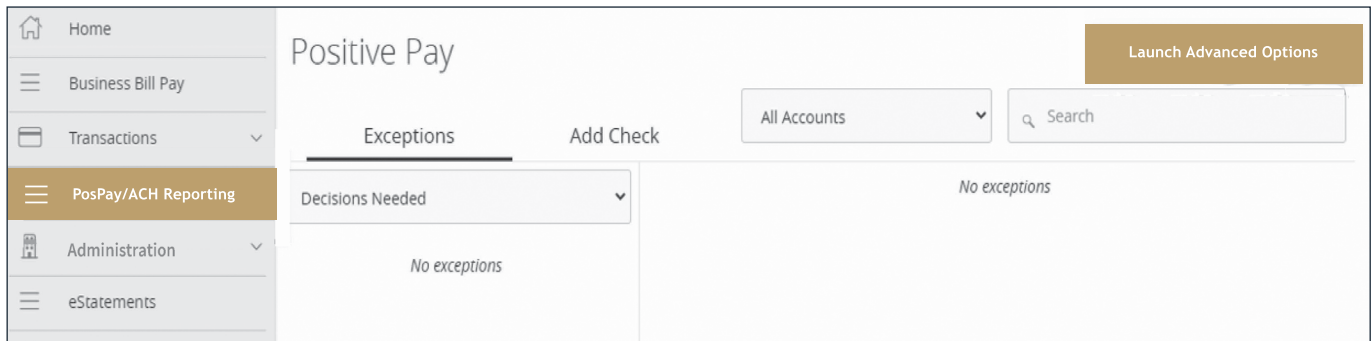 Home
Business Bill Pay
Transactions
PosPay/ACH Reporting
Administration
eStatements
Positive Pay
Launch Advanced Options
All Accounts
Search
Exceptions
Add Check
Decisions Needed
No exceptions
No exceptions